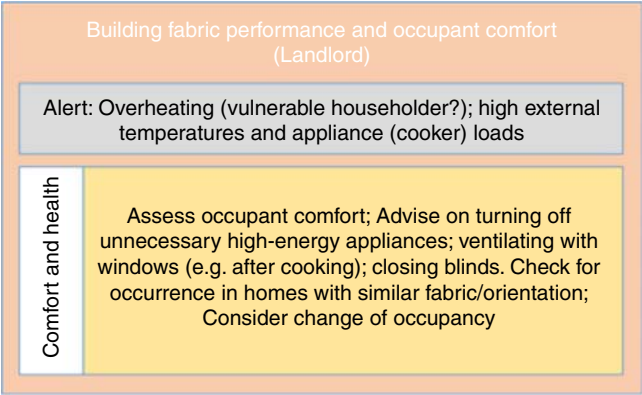 Building fabric performance and occupant comfort
(Landlord)
Alert: Overheating (vulnerable householder?); high external
temperatures and appliance (cooker) loads
Comfort and health
Assess occupant comfort; Advise on turning off
unnecessary high-energy appliances; ventilating with
windows (e.g. after cooking); closing blinds. Check for
occurrence in homes with similar fabric/orientation;
Consider change of occupancy